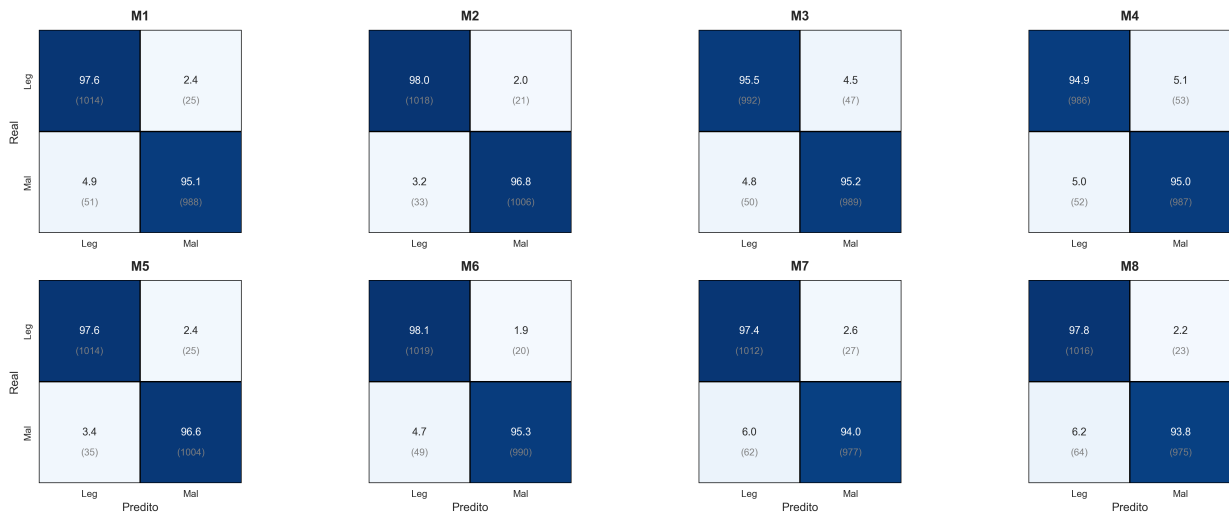 M1 M2 M3 M4
Leg 97.6 2.4 98.0 2.0 95.5 4.5 94.9 5.1
(1014) (25) (1018) (21) (992) (47) (986) (53)
Real
Mal 4.9 95.1 3.2 96.8 4.8 95.2 5.0 95.0
(51) (988) (33) (1006) (50) (989) (52) (987)
Leg Mal Leg Mal Leg Mal Leg Mal
M5 M6 M7 M8
Leg 97.6 2.4 98.1 1.9 97.4 2.6 97.8 2.2
(1014) (25) (1019) (20) (1012) (27) (1016) (23)
Real
Mal 3.4 96.6 4.7 95.3 6.0 94.0 6.2 93.8
(35) (1004) (49) (990) (62) (977) (64) (975)
Leg Mal Leg Mal Leg Mal Leg Mal
Predito Predito Predito Predito